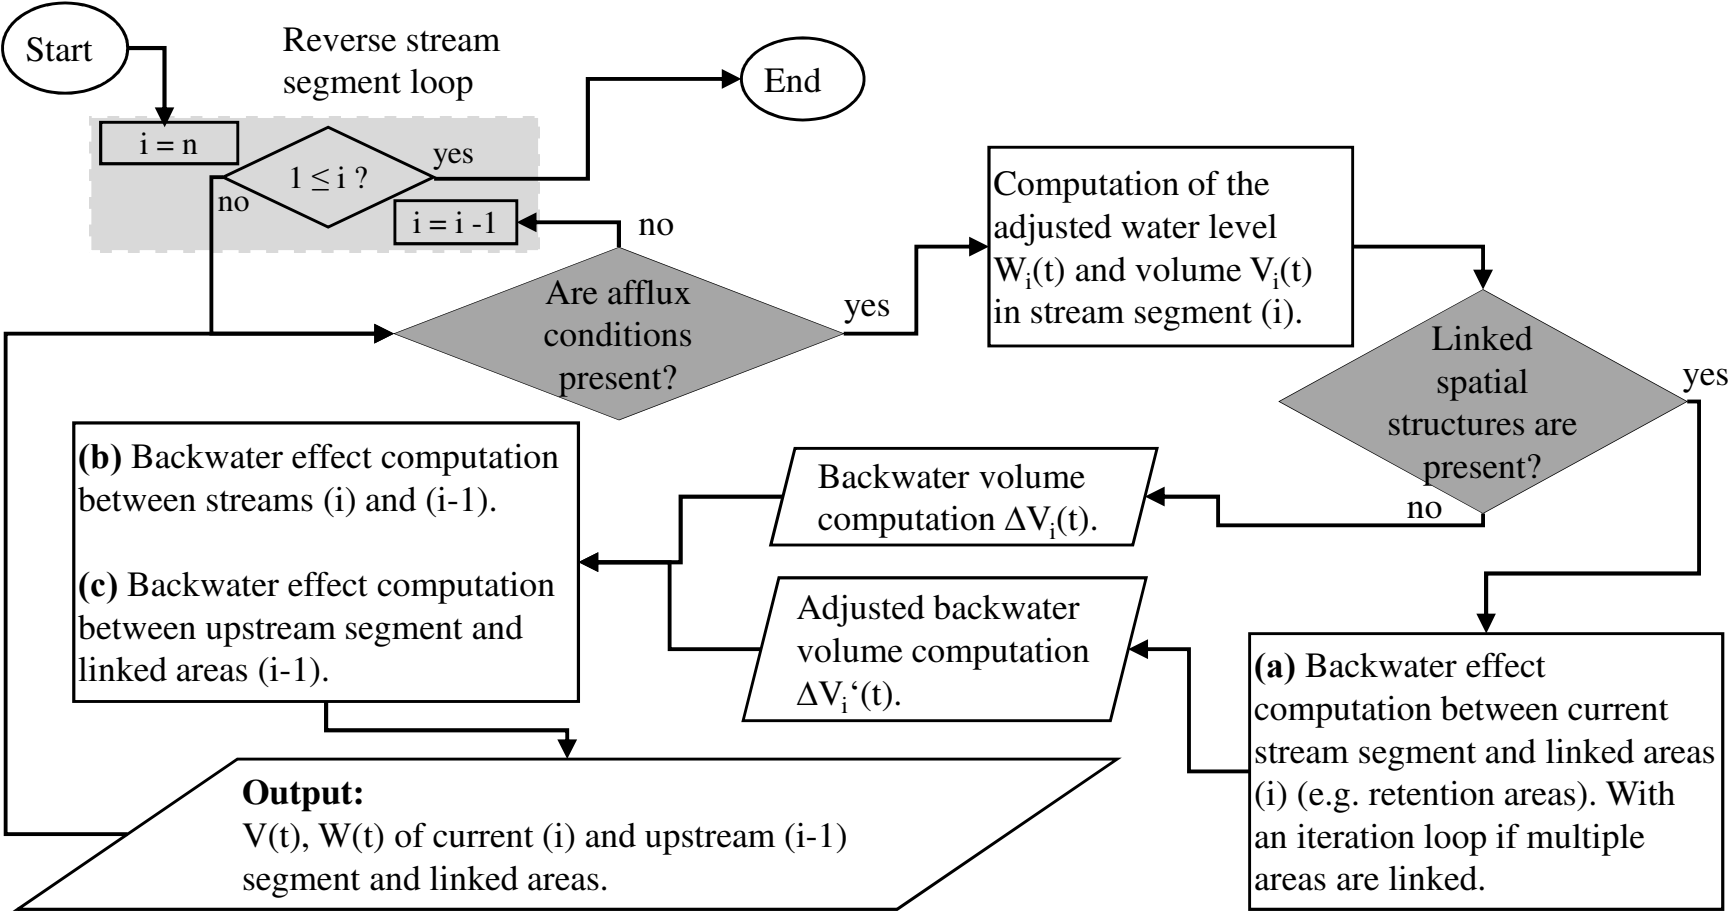 Start
Reverse stream
segment loop
End
i = n
1 ≤ i ?
yes
no
i = i -1
no
Are afflux
conditions
present?
yes
Computation of the
adjusted water level
Wᵢ(t) and volume Vᵢ(t)
in stream segment (i).
Linked
spatial
structures are
present?
yes
no
Backwater volume
computation ΔVᵢ(t).
(a) Backwater effect
computation between current
stream segment and linked areas
(i) (e.g. retention areas). With
an iteration loop if multiple
areas are linked.
Adjusted backwater
volume computation
ΔVᵢ‘(t).
(b) Backwater effect computation
between streams (i) and (i-1).
(c) Backwater effect computation
between upstream segment and
linked areas (i-1).
Output:
V(t), W(t) of current (i) and upstream (i-1)
segment and linked areas.